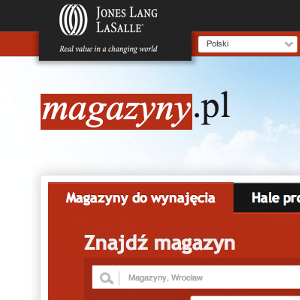 JONES LANG
LASALLE®
Real value in a changing world
Polski
magazyny.pl
Magazyny do wynajęcia
Hale pro
Znajdź magazyn
Magazyny, Wrocław